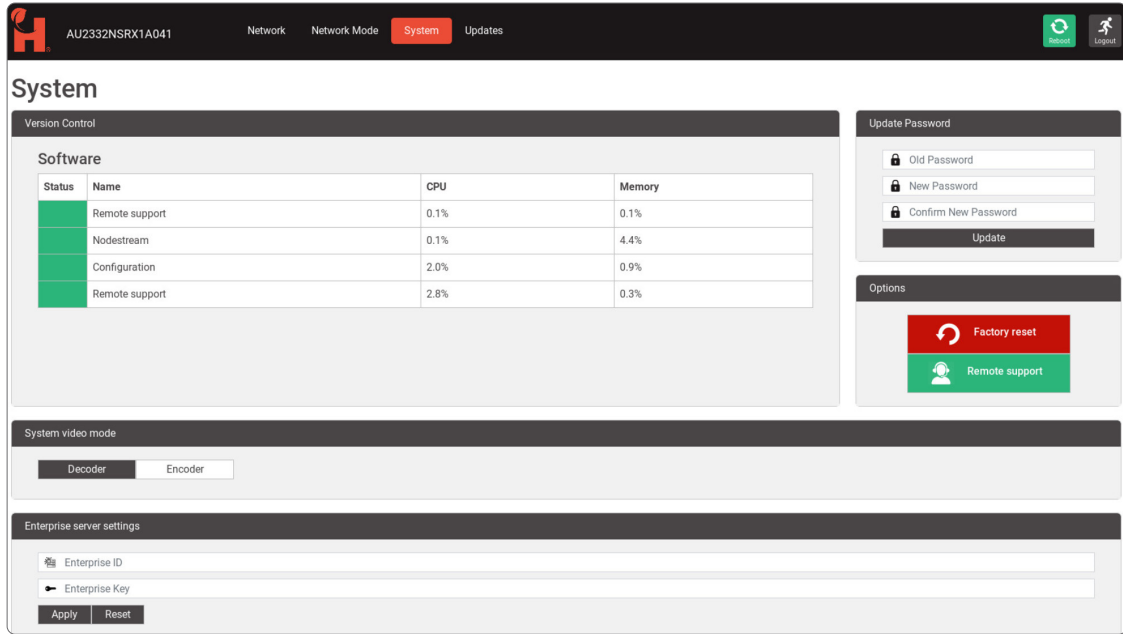 AU2332NSRX1A041 Network Network Mode System Updates Reboot Logout
System
Version Control
Software
Status Name CPU Memory
Remote support 0.1% 0.1%
Nodestream 0.1% 4.4%
Configuration 2.0% 0.9%
Remote support 2.8% 0.3%
Update Password
Old Password
New Password
Confirm New Password
Update
Options
Factory reset
Remote support
System video mode
Decoder Encoder
Enterprise server settings
Enterprise ID
Enterprise Key
Apply Reset